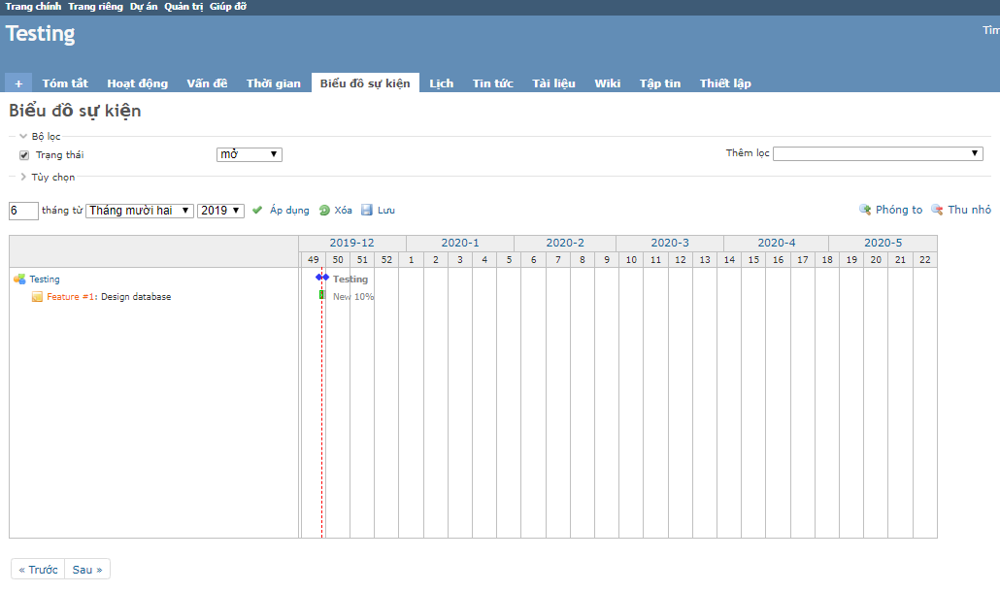 Trang chính Trang riêng Dự án Quản trị Giúp đỡ
Testing
Tìm
+ Tóm tắt Hoạt động Vấn đề Thời gian Biểu đồ sự kiện Lịch Tin tức Tài liệu Wiki Tập tin Thiết lập
Biểu đồ sự kiện
Bộ lọc
Trạng thái mở Thêm lọc
Tùy chọn
6 tháng từ Tháng mười hai 2019 Áp dụng Xóa Lưu Phóng to Thu nhỏ
2019-12 2020-1 2020-2 2020-3 2020-4 2020-5
49 50 51 52 1 2 3 4 5 6 7 8 9 10 11 12 13 14 15 16 17 18 19 20 21 22
Testing Testing
Feature #1: Design database New 10%
« Trước Sau »